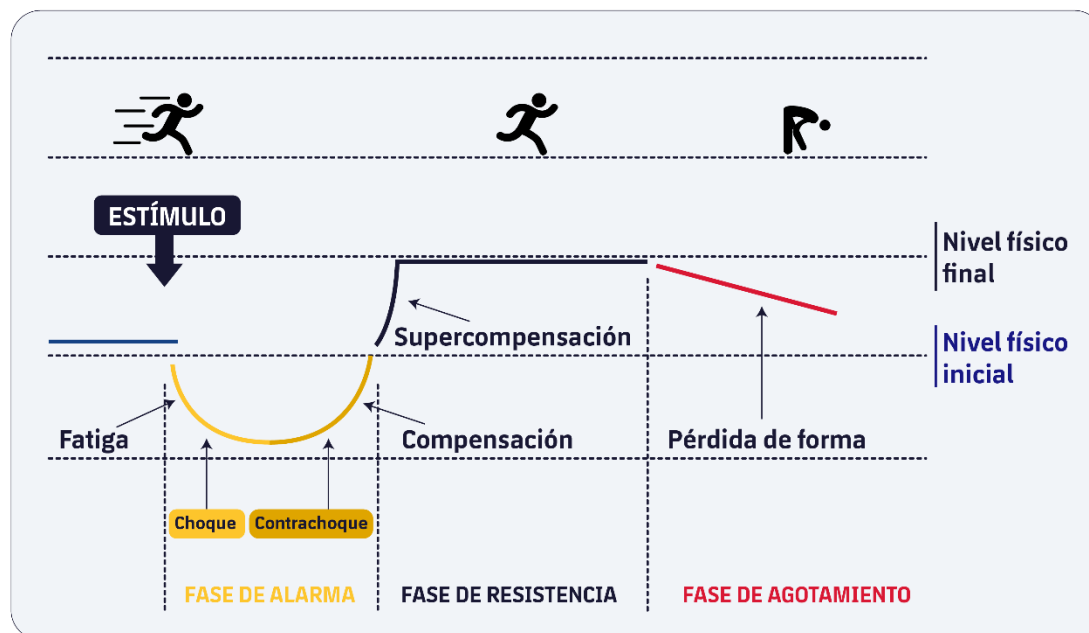 ESTÍMULO
Nivel físico
final
Supercompensación
Nivel físico
inicial
Fatiga
Compensación
Pérdida de forma
Choque
Contrachoque
FASE DE ALARMA
FASE DE RESISTENCIA
FASE DE AGOTAMIENTO